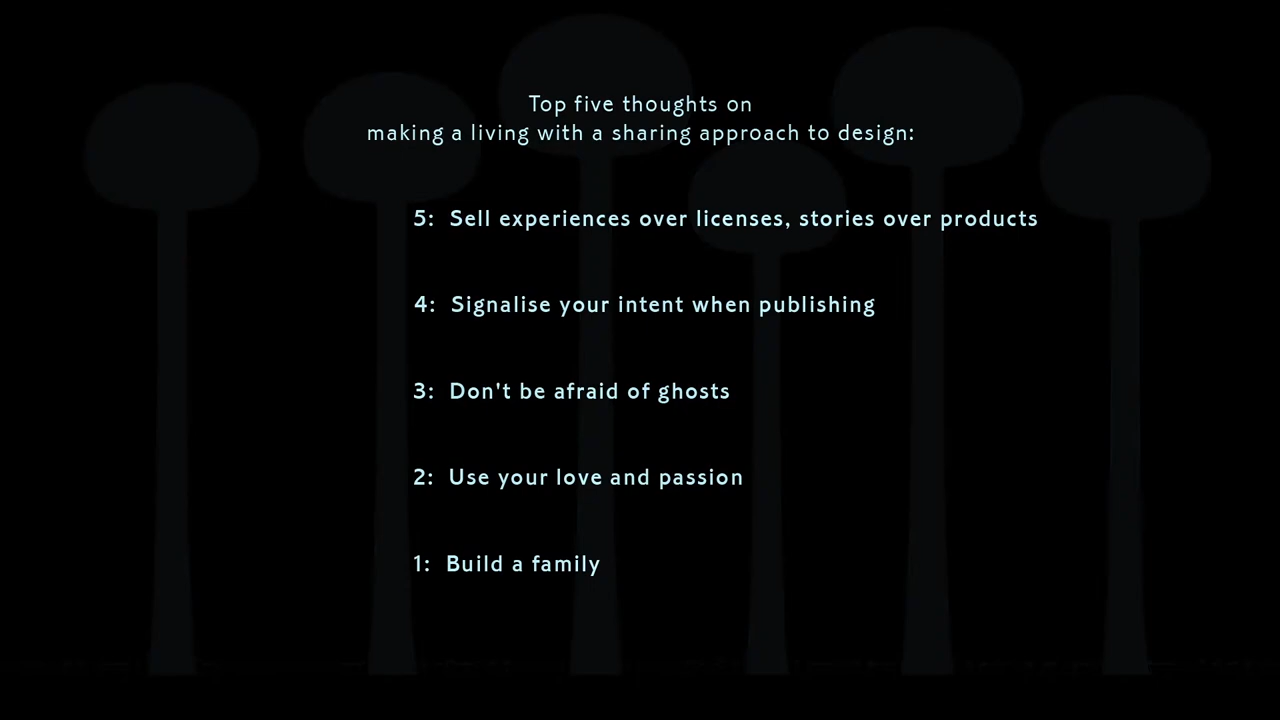 Top five thoughts on
making a living with a sharing approach to design:
5: Sell experiences over licenses, stories over products
4: Signalise your intent when publishing
3: Don't be afraid of ghosts
2: Use your love and passion
1: Build a family